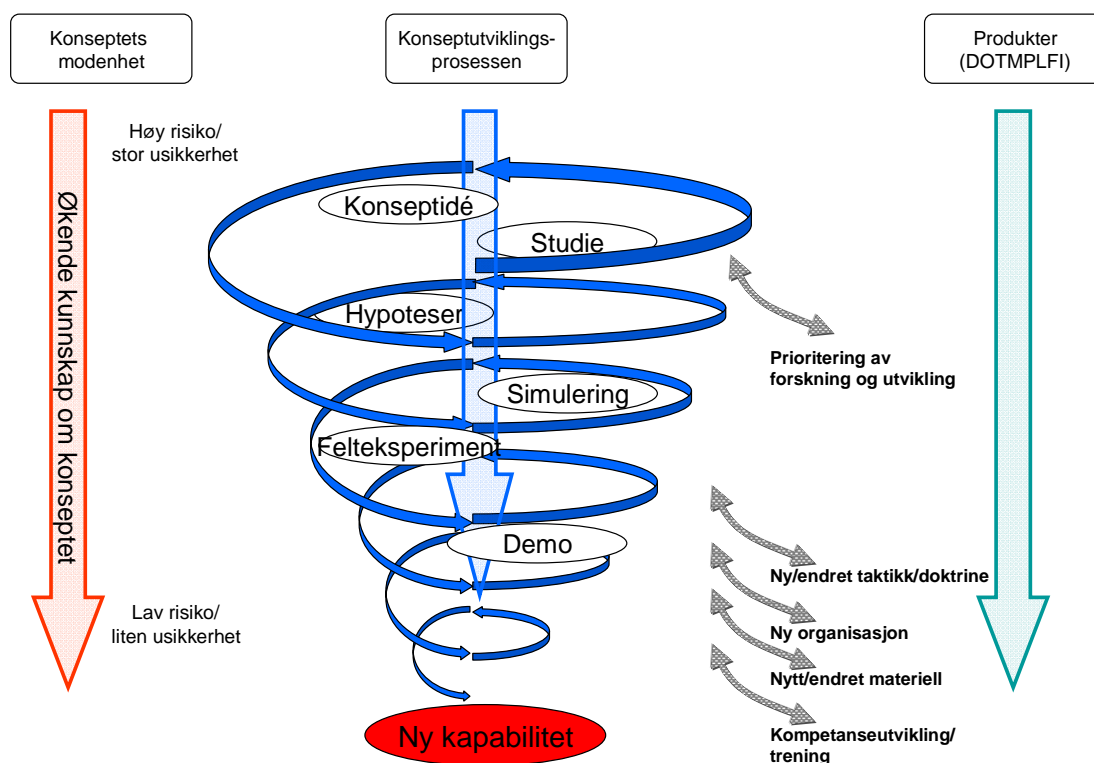 Konseptets
modenhet
Konseptutviklings-
prosessen
Produkter
(DOTMPLFI)
Høy risiko/
stor usikkerhet
Økende kunnskap om konseptet
Konseptidé
Studie
Hypoteser
Prioritering av
forskning og utvikling
Simulering
Felteksperiment
Demo
Ny/endret taktikk/doktrine
Lav risiko/
liten usikkerhet
Ny organisasjon
Nytt/endret materiell
Ny kapabilitet
Kompetanseutvikling/
trening